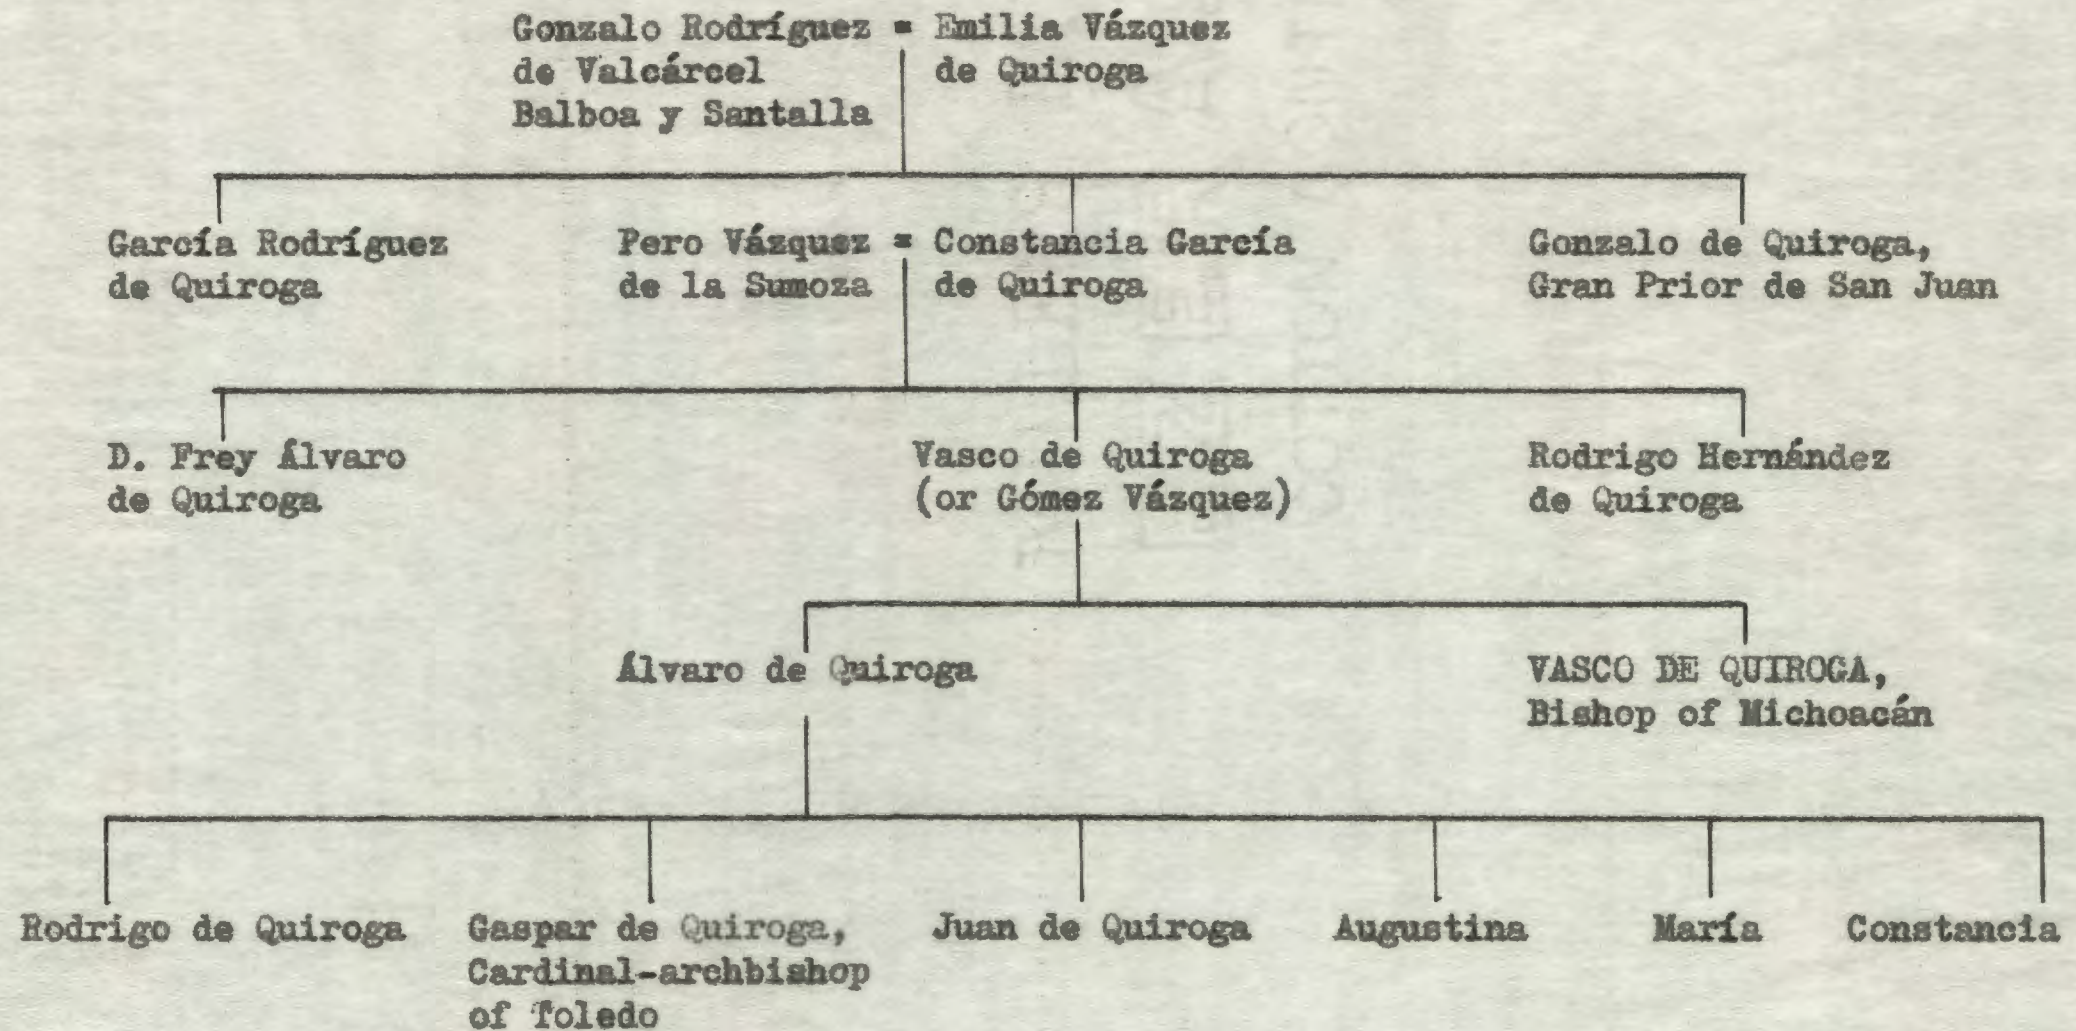 Gonzalo Rodríguez = Emilia Vázquez
de Valcárcel de Quiroga
Balboa y Santalla
García Rodríguez Pero Vázquez = Constancia García Gonzalo de Quiroga,
de Quiroga de la Sumoza de Quiroga Gran Prior de San Juan
D. Frey Álvaro Vasco de Quiroga Rodrigo Hernández
de Quiroga (or Gómez Vázquez) de Quiroga
Álvaro de Quiroga VASCO DE QUIROGA,
Bishop of Michoacán
Rodrigo de Quiroga Gaspar de Quiroga, Juan de Quiroga Augustina María Constancia
Cardinal-archbishop
of Toledo